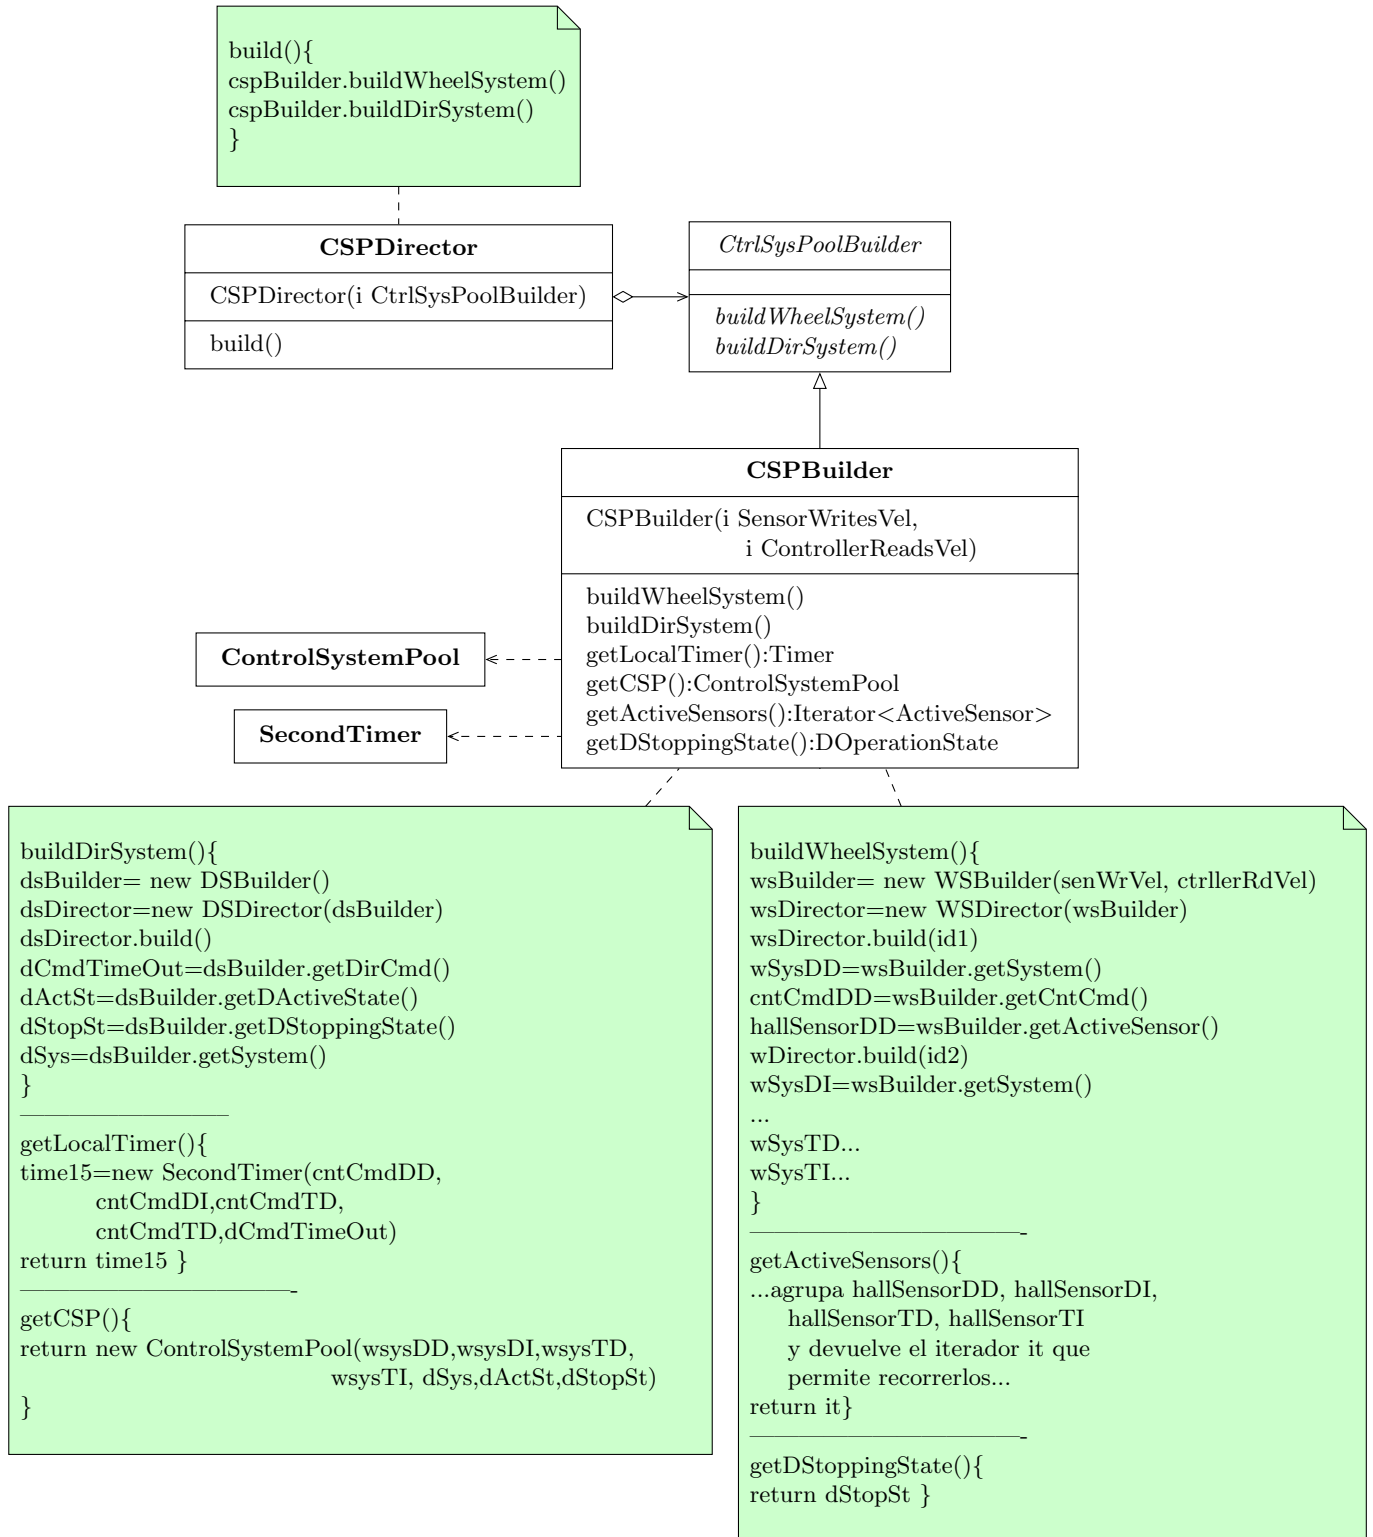 build(){
cspBuilder.buildWheelSystem()
cspBuilder.buildDirSystem()
}
CSPDirector
CSPDirector(i CtrlSysPoolBuilder)
build()
CtrlSysPoolBuilder
buildWheelSystem()
buildDirSystem()
CSPBuilder
CSPBuilder(i SensorWritesVel,
i ControllerReadsVel)
buildWheelSystem()
buildDirSystem()
getLocalTimer():Timer
getCSP():ControlSystemPool
getActiveSensors():Iterator<ActiveSensor>
getDStoppingState():DOperationState
ControlSystemPool
SecondTimer
buildDirSystem(){
dsBuilder= new DSBuilder()
dsDirector=new DSDirector(dsBuilder)
dsDirector.build()
dCmdTimeOut=dsBuilder.getDirCmd()
dActSt=dsBuilder.getDActiveState()
dStopSt=dsBuilder.getDStoppingState()
dSys=dsBuilder.getSystem()
}
getLocalTimer(){
time15=new SecondTimer(cntCmdDD,
cntCmdDI,cntCmdTD,
cntCmdTD,dCmdTimeOut)
return time15 }
getCSP(){
return new ControlSystemPool(wsysDD,wsysDI,wsysTD,
wsysTI, dSys,dActSt,dStopSt)
}
buildWheelSystem(){
wsBuilder= new WSBuilder(senWrVel, ctrllerRdVel)
wsDirector=new WSDirector(wsBuilder)
wsDirector.build(id1)
wSysDD=wsBuilder.getSystem()
cntCmdDD=wsBuilder.getCntCmd()
hallSensorDD=wsBuilder.getActiveSensor()
wDirector.build(id2)
wSysDI=wsBuilder.getSystem()
...
wSysTD...
wSysTI...
}
getActiveSensors(){
...agrupa hallSensorDD, hallSensorDI,
hallSensorTD, hallSensorTI
y devuelve el iterador it que
permite recorrerlos...
return it}
getDStoppingState(){
return dStopSt }